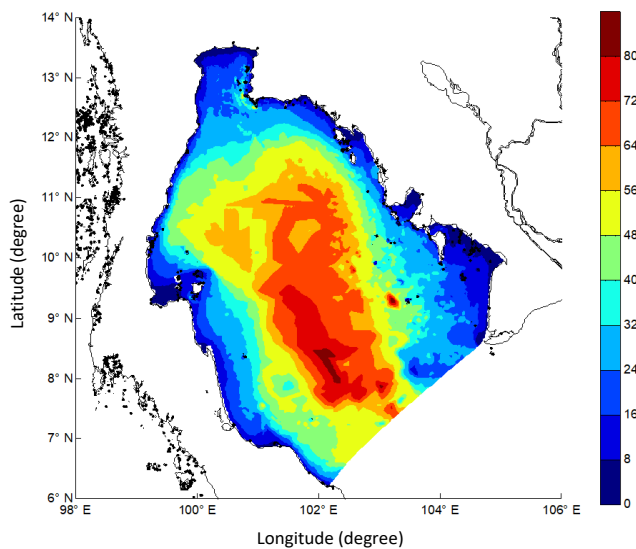 14° N
13° N
12° N
11° N
10° N
9° N
8° N
7° N
6° N
98° E
100° E
102° E
104° E
106° E
Latitude (degree)
Longitude (degree)
80
72
64
56
48
40
32
24
16
8
0